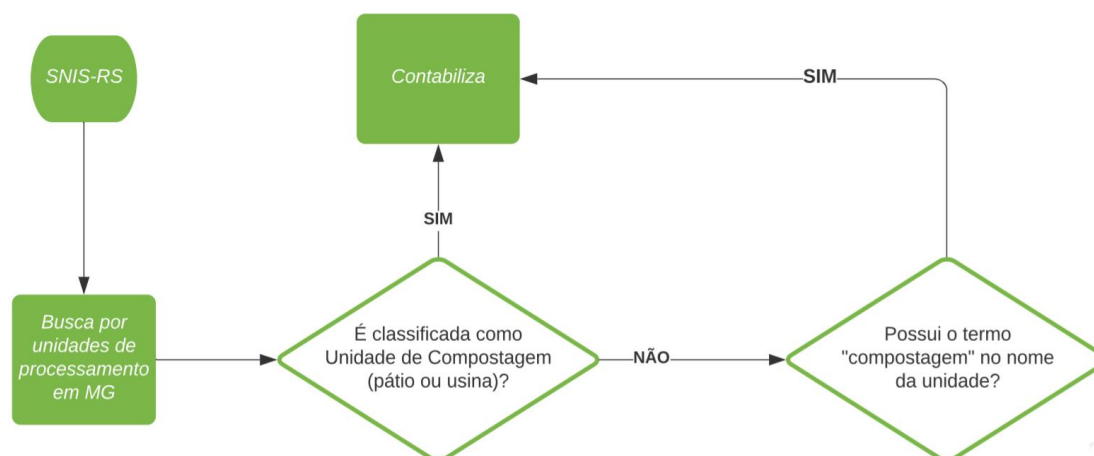 SNIS-RS
Contabiliza
SIM
SIM
Busca por
unidades de
processamento
em MG
É classificada como
Unidade de Compostagem
(pátio ou usina)?
NÃO
Possui o termo
"compostagem" no nome
da unidade?